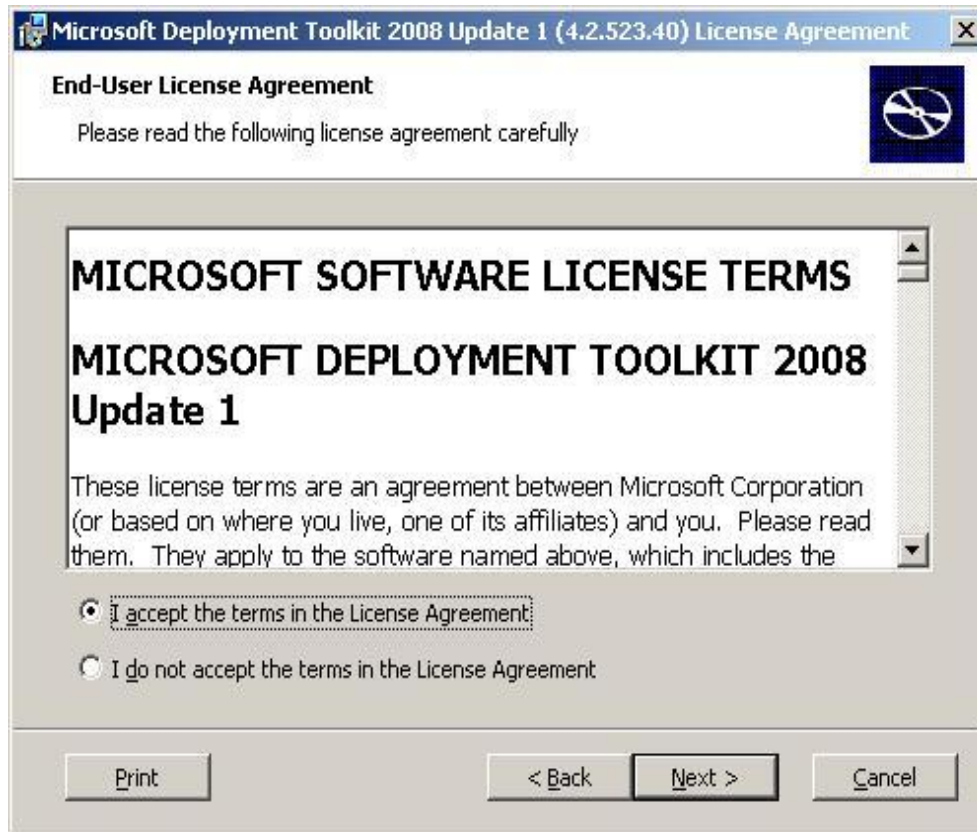 Microsoft Deployment Toolkit 2008 Update 1 (4.2.523.40) License Agreement
End-User License Agreement
Please read the following license agreement carefully
MICROSOFT SOFTWARE LICENSE TERMS
MICROSOFT DEPLOYMENT TOOLKIT 2008
Update 1
These license terms are an agreement between Microsoft Corporation
(or based on where you live, one of its affiliates) and you.  Please read
them.  They apply to the software named above, which includes the
I accept the terms in the License Agreement
I do not accept the terms in the License Agreement
Print < Back Next > Cancel